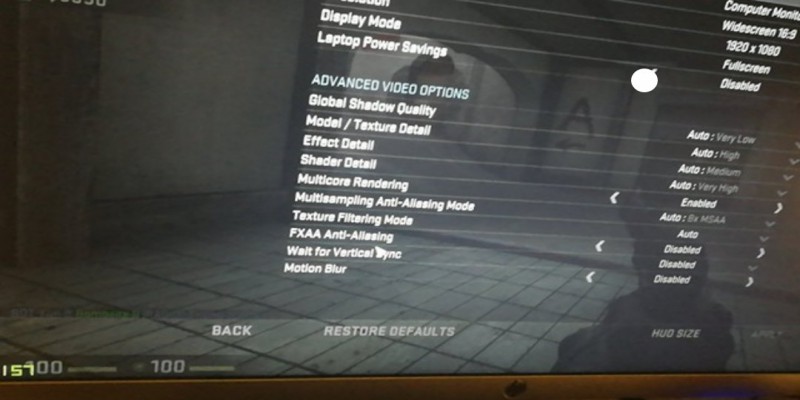 Computer Monitor
Display Mode Widescreen 16:9
Laptop Power Savings 1920 x 1080
Fullscreen
Disabled
ADVANCED VIDEO OPTIONS
Global Shadow Quality Auto : Very Low
Model / Texture Detail Auto : High
Effect Detail Auto : Medium
Shader Detail Auto : Very High
Multicore Rendering Enabled
Multisampling Anti-Aliasing Mode Auto : 8x MSAA
Texture Filtering Mode Auto
FXAA Anti-Aliasing Disabled
Wait for Vertical Sync Disabled
Motion Blur Disabled
BACK RESTORE DEFAULTS HUD SIZE APPLY
157 100 100
A